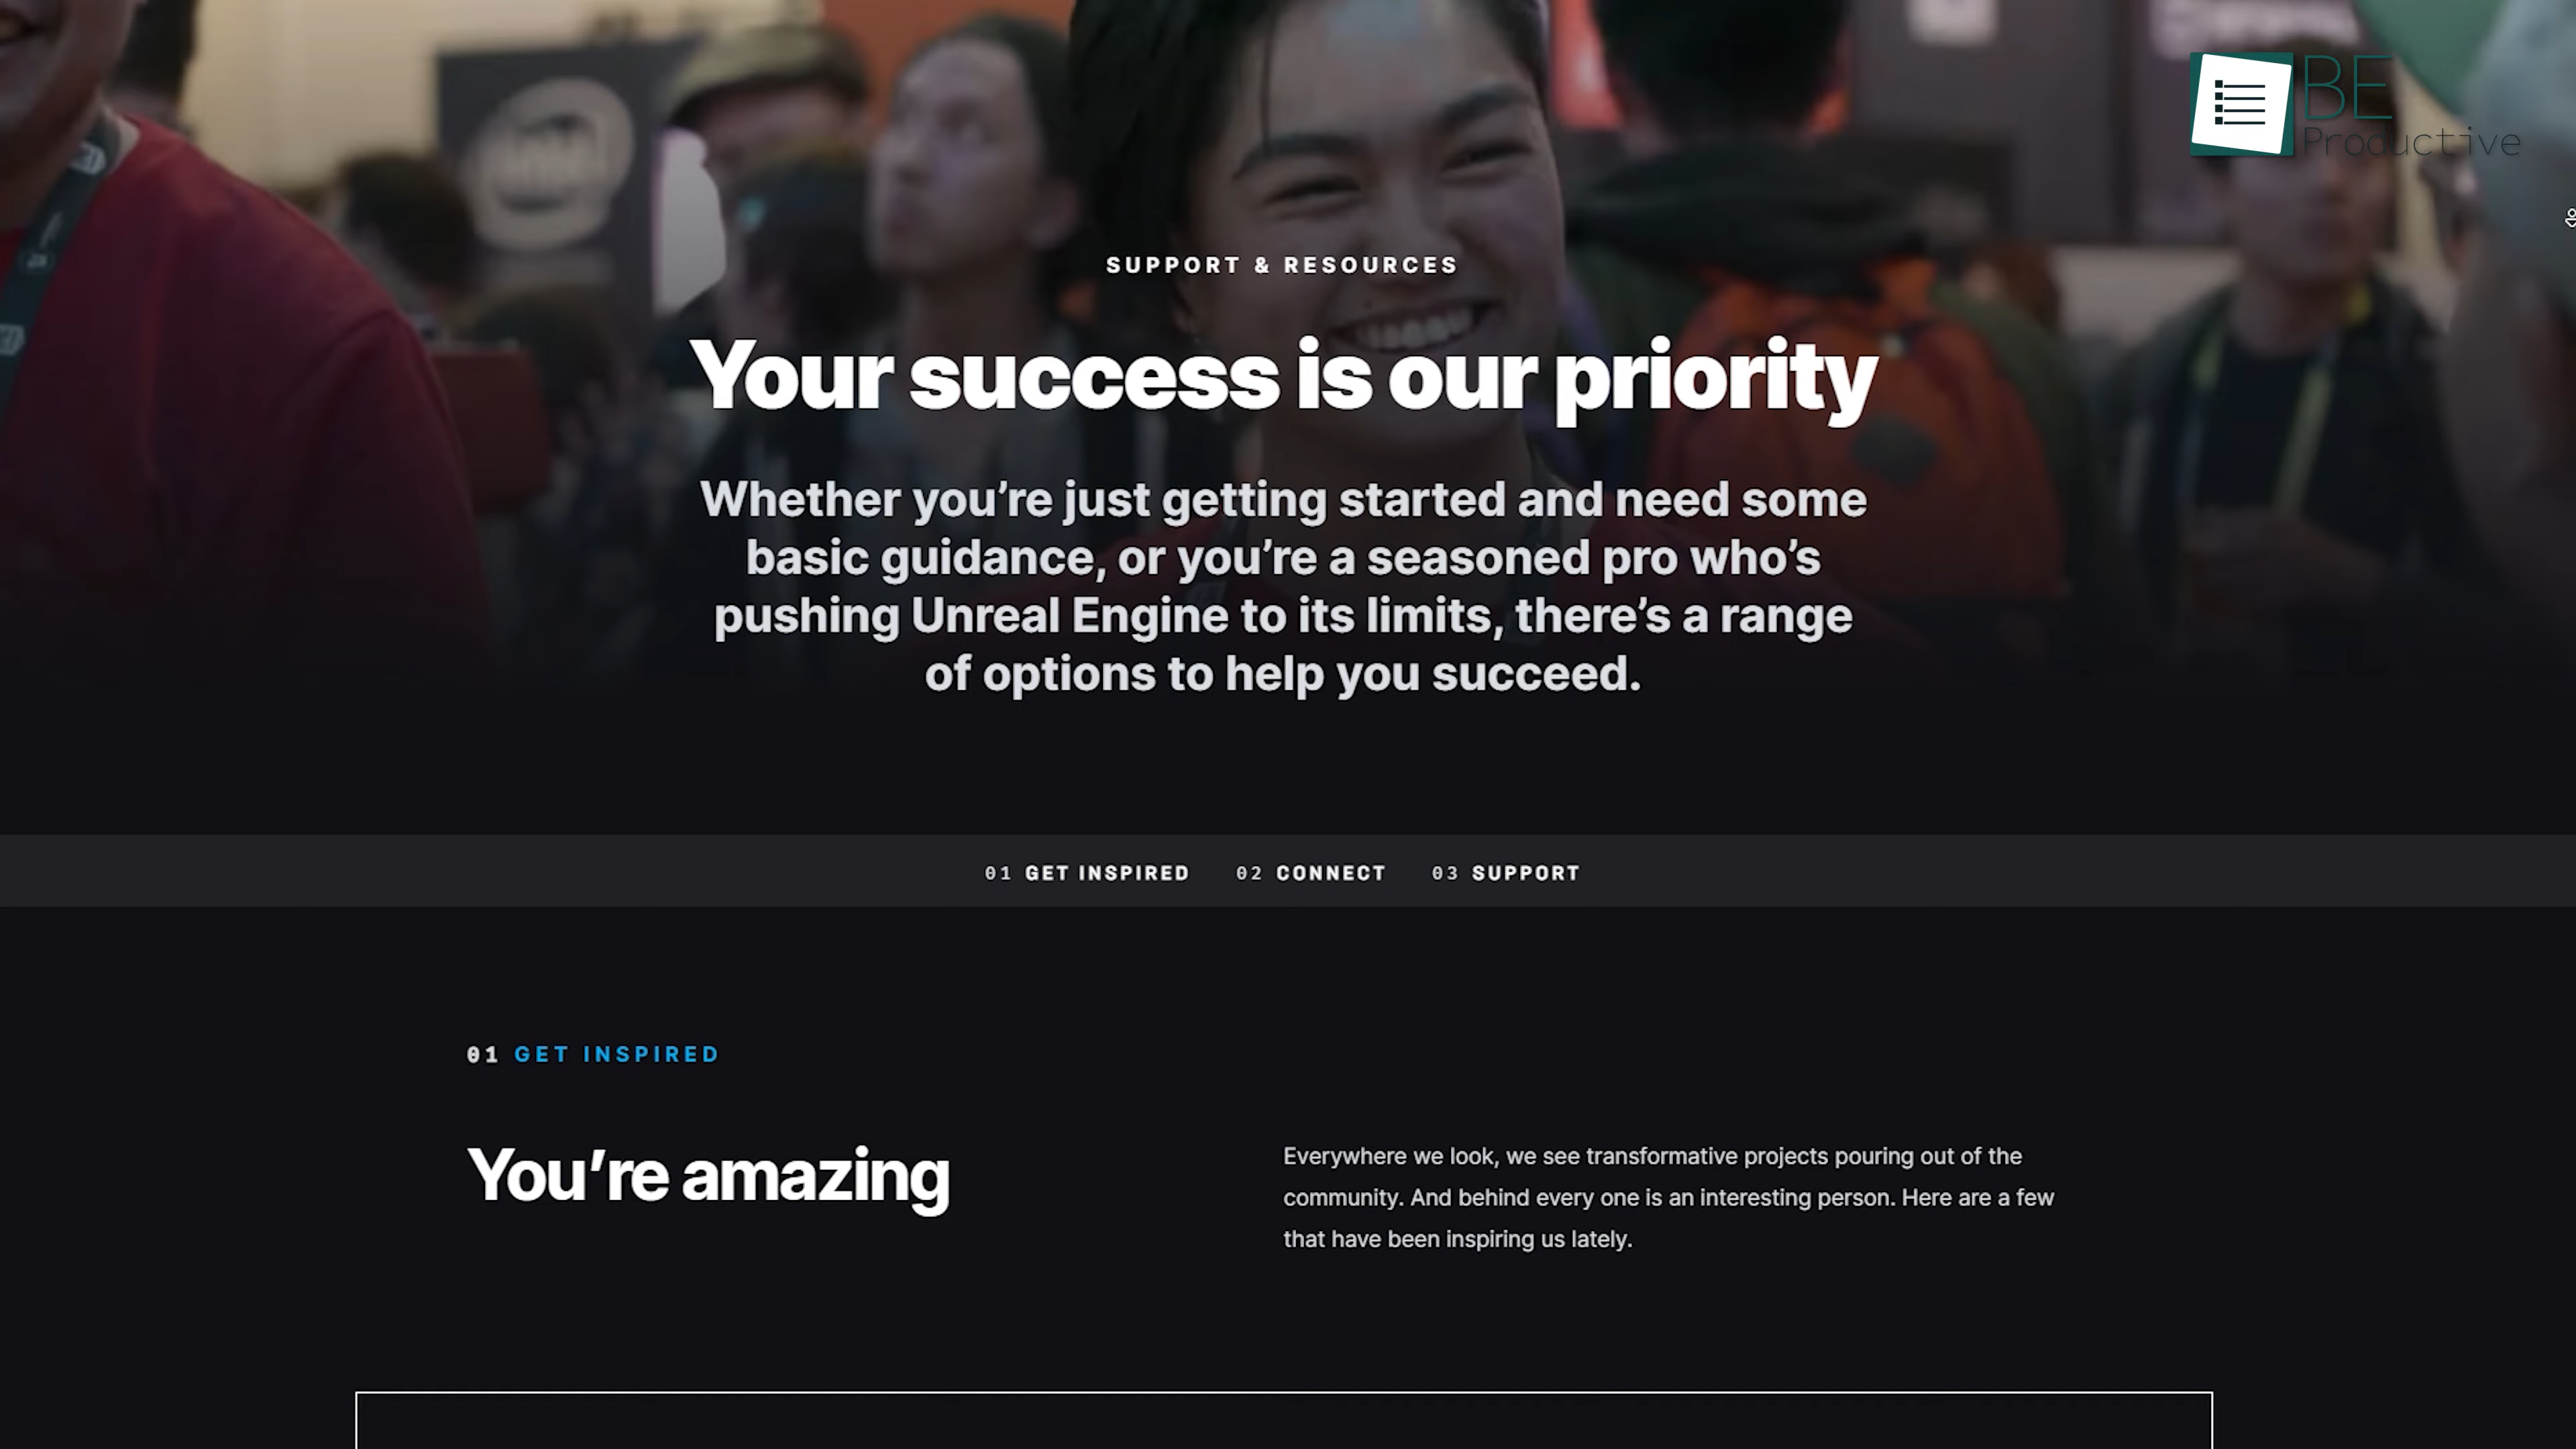 BE
Productive
SUPPORT & RESOURCES
Your success is our priority
Whether you’re just getting started and need some
basic guidance, or you’re a seasoned pro who’s
pushing Unreal Engine to its limits, there’s a range
of options to help you succeed.
01 GET INSPIRED 02 CONNECT 03 SUPPORT
01 GET INSPIRED
You’re amazing
Everywhere we look, we see transformative projects pouring out of the
community. And behind every one is an interesting person. Here are a few
that have been inspiring us lately.